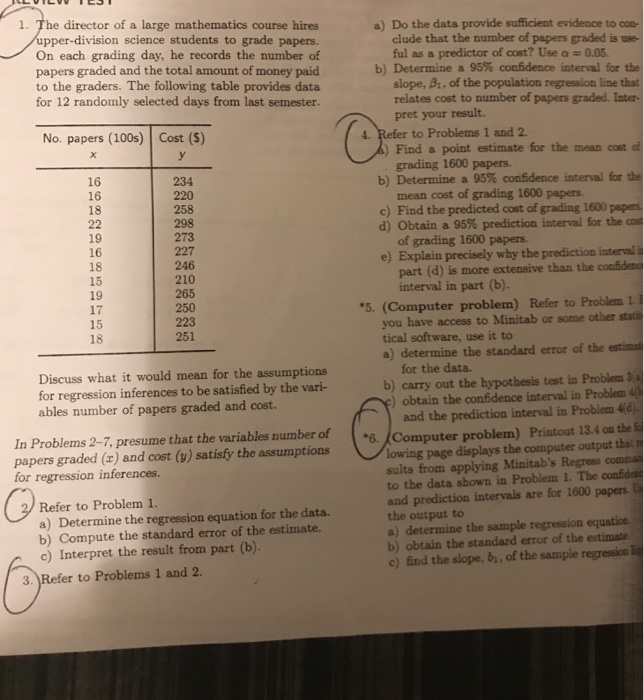 REVIEW TEST
1. The director of a large mathematics course hires
upper-division science students to grade papers.
On each grading day, he records the number of
papers graded and the total amount of money paid
to the graders. The following table provides data
for 12 randomly selected days from last semester.
No. papers (100s) Cost ($)
x y
16 234
16 220
18 258
22 298
19 273
16 227
18 246
15 210
19 265
17 250
15 223
18 251
Discuss what it would mean for the assumptions
for regression inferences to be satisfied by the vari-
ables number of papers graded and cost.
In Problems 2–7, presume that the variables number of
papers graded (x) and cost (y) satisfy the assumptions
for regression inferences.
2. Refer to Problem 1.
a) Determine the regression equation for the data.
b) Compute the standard error of the estimate.
c) Interpret the result from part (b).
3. Refer to Problems 1 and 2.
a) Do the data provide sufficient evidence to con-
clude that the number of papers graded is use-
ful as a predictor of cost? Use α = 0.05.
b) Determine a 95% confidence interval for the
slope, β₁, of the population regression line that
relates cost to number of papers graded. Inter-
pret your result.
4. Refer to Problems 1 and 2.
a) Find a point estimate for the mean cost of
grading 1600 papers.
b) Determine a 95% confidence interval for the
mean cost of grading 1600 papers.
c) Find the predicted cost of grading 1600 papers.
d) Obtain a 95% prediction interval for the cost
of grading 1600 papers.
e) Explain precisely why the prediction interval in
part (d) is more extensive than the confidence
interval in part (b).
*5. (Computer problem) Refer to Problem 1.
you have access to Minitab or some other statis-
tical software, use it to
a) determine the standard error of the estimate
for the data.
b) carry out the hypothesis test in Problem 3(a)
c) obtain the confidence interval in Problem 4(b)
and the prediction interval in Problem 4(d).
*6. (Computer problem) Printout 13.4 on the
lowing page displays the computer output that
sults from applying Minitab's Regress
to the data shown in Problem 1. The
and prediction intervals are for 1600 papers.
the output to
a) determine the sample regression equation.
b) obtain the standard error of the estimate.
c) find the slope, b₁, of the sample regression